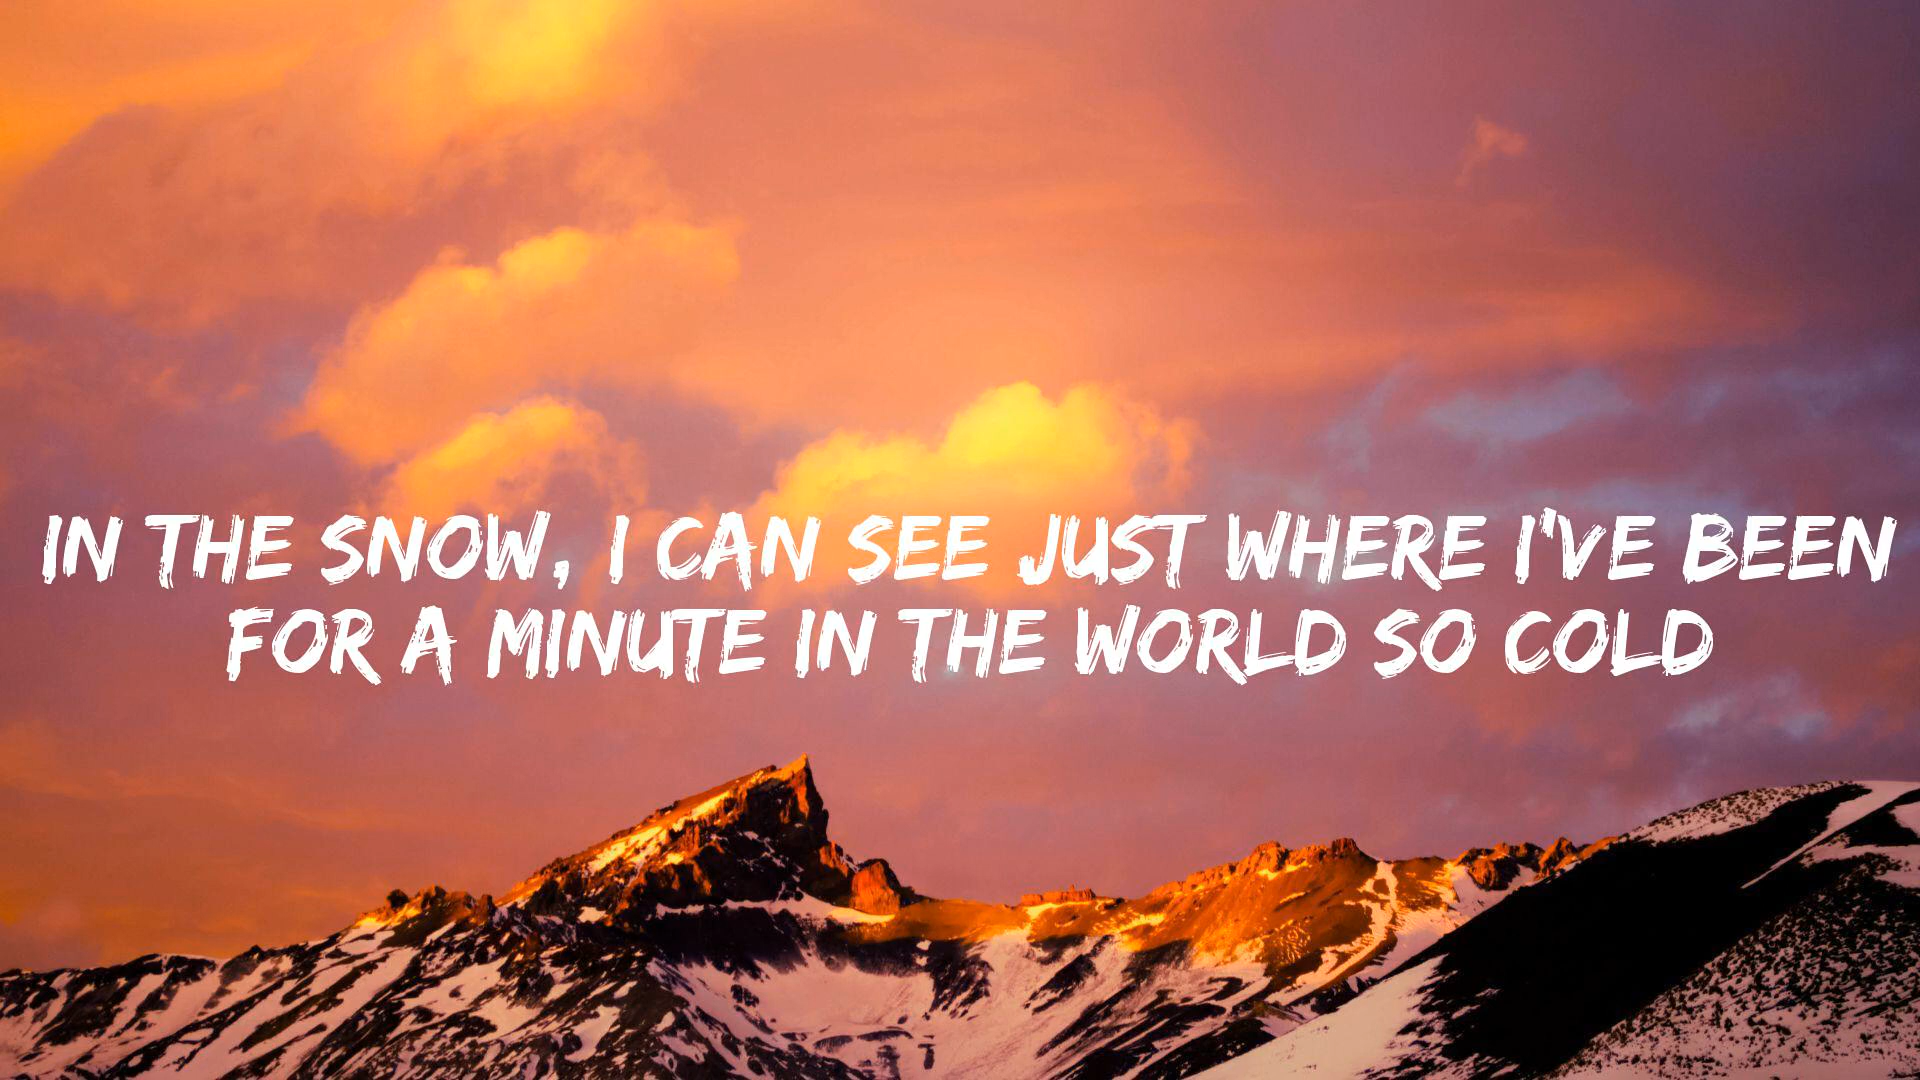 IN THE SNOW, I CAN SEE JUST WHERE I'VE BEEN
FOR A MINUTE IN THE WORLD SO COLD